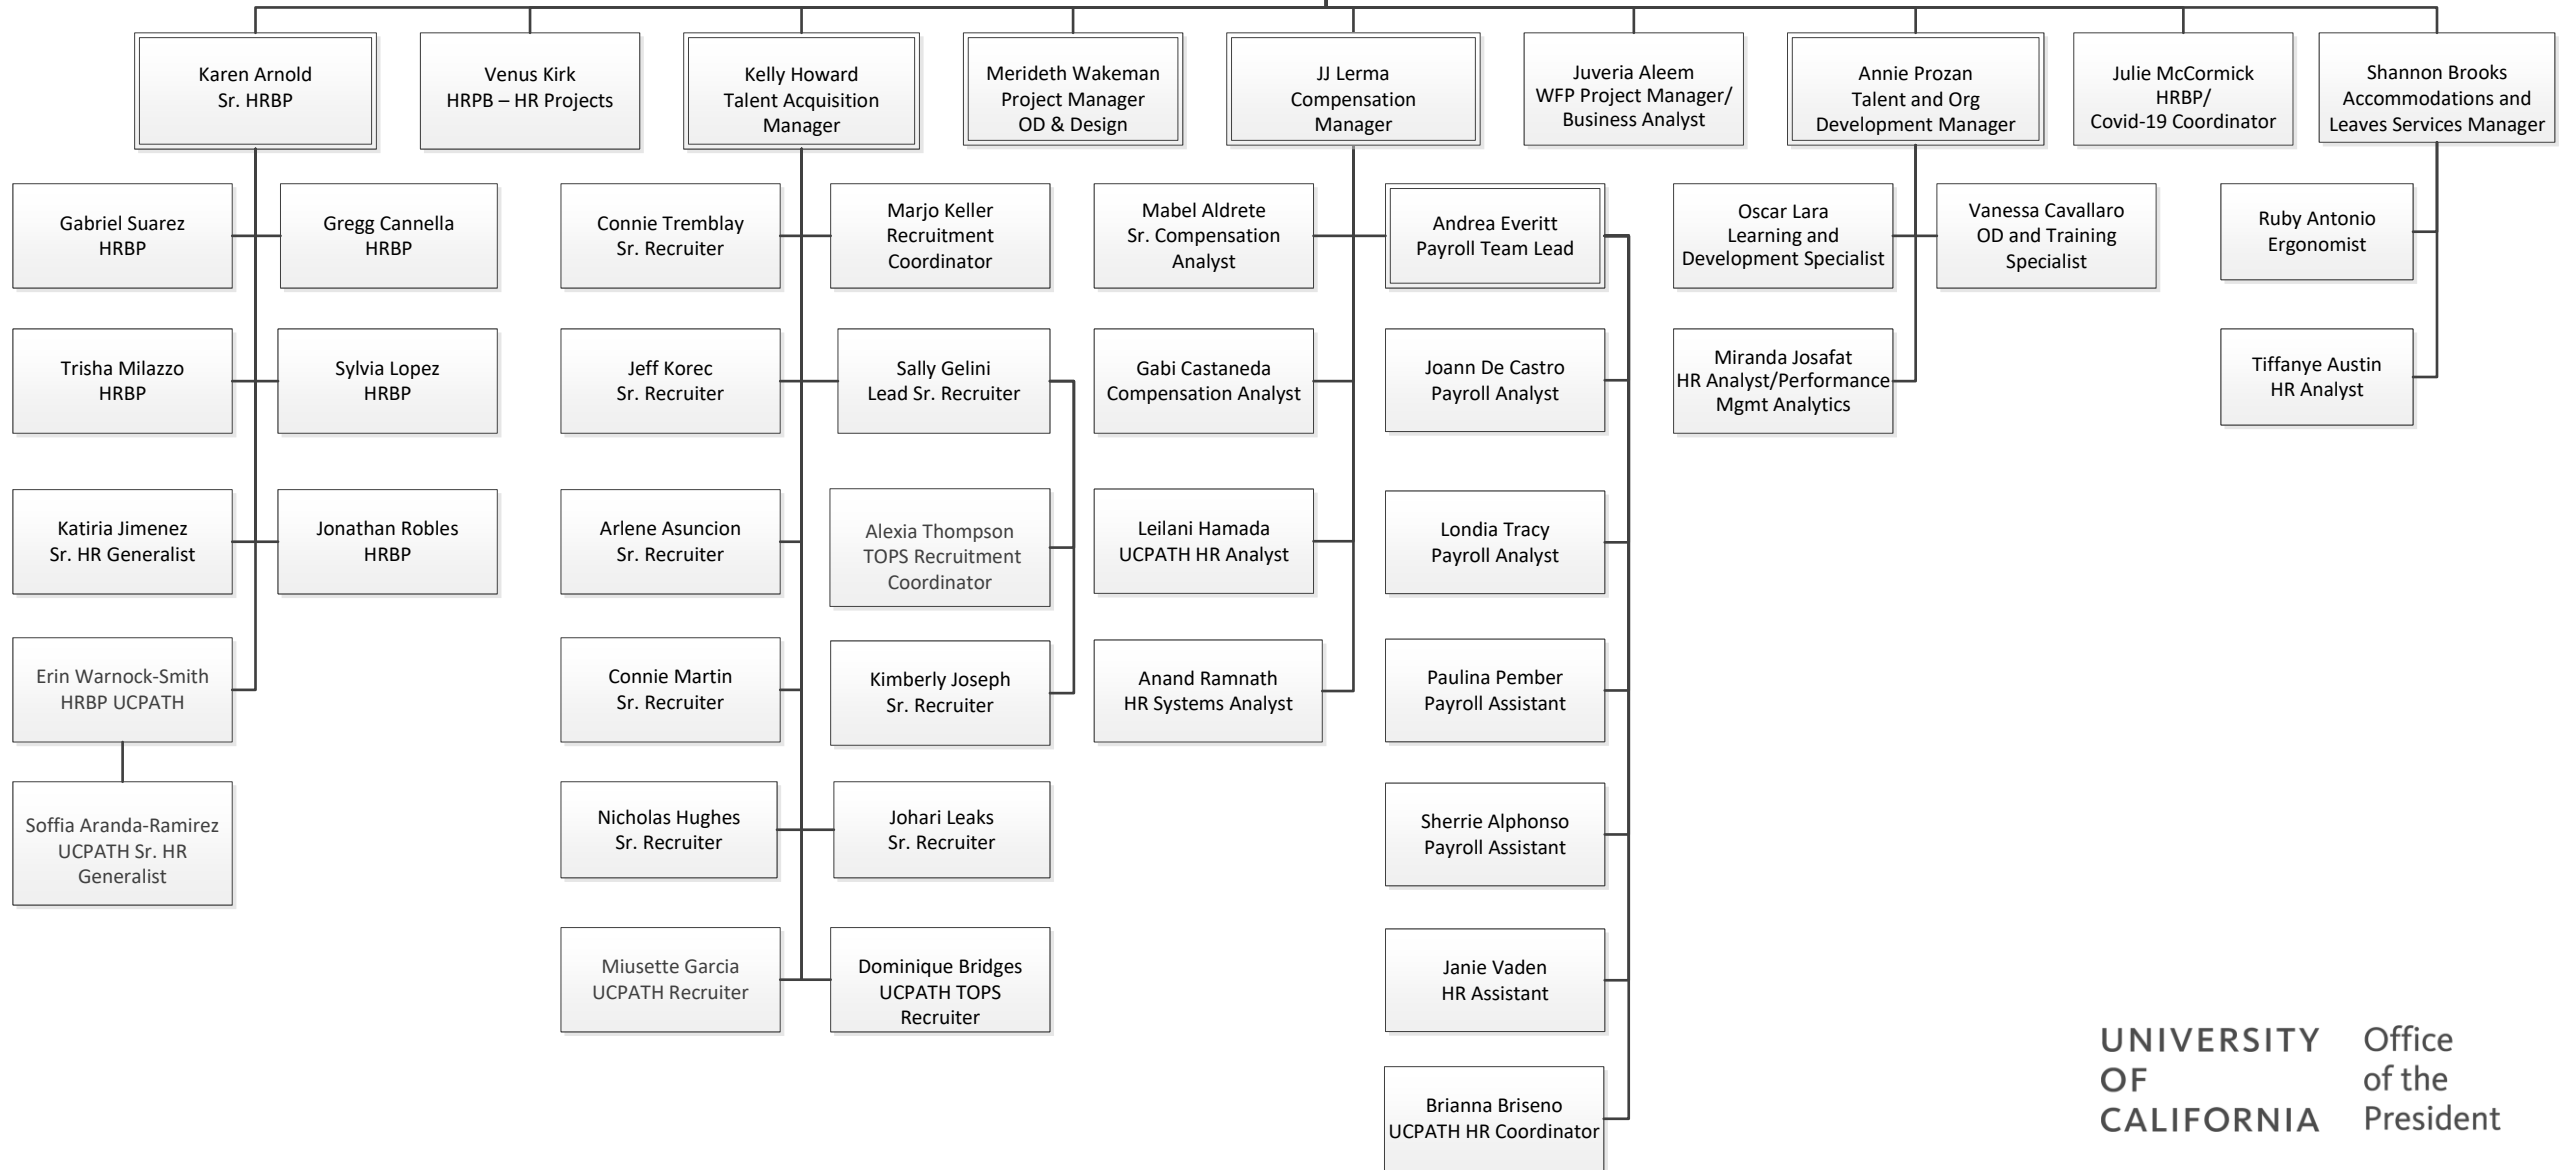 Karen Arnold
Sr. HRBP
Venus Kirk
HRPB – HR Projects
Kelly Howard
Talent Acquisition
Manager
Merideth Wakeman
Project Manager
OD & Design
JJ Lerma
Compensation
Manager
Juveria Aleem
WFP Project Manager/
Business Analyst
Annie Prozan
Talent and Org
Development Manager
Julie McCormick
HRBP/
Covid-19 Coordinator
Shannon Brooks
Accommodations and
Leaves Services Manager
Gabriel Suarez
HRBP
Gregg Cannella
HRBP
Connie Tremblay
Sr. Recruiter
Marjo Keller
Recruitment
Coordinator
Mabel Aldrete
Sr. Compensation
Analyst
Andrea Everitt
Payroll Team Lead
Oscar Lara
Learning and
Development Specialist
Vanessa Cavallaro
OD and Training
Specialist
Ruby Antonio
Ergonomist
Trisha Milazzo
HRBP
Sylvia Lopez
HRBP
Jeff Korec
Sr. Recruiter
Sally Gelini
Lead Sr. Recruiter
Gabi Castaneda
Compensation Analyst
Joann De Castro
Payroll Analyst
Miranda Josafat
HR Analyst/Performance
Mgmt Analytics
Tiffanye Austin
HR Analyst
Katiria Jimenez
Sr. HR Generalist
Jonathan Robles
HRBP
Arlene Asuncion
Sr. Recruiter
Alexia Thompson
TOPS Recruitment
Coordinator
Leilani Hamada
UCPATH HR Analyst
Londia Tracy
Payroll Analyst
Erin Warnock-Smith
HRBP UCPATH
Connie Martin
Sr. Recruiter
Kimberly Joseph
Sr. Recruiter
Anand Ramnath
HR Systems Analyst
Paulina Pember
Payroll Assistant
Soffia Aranda-Ramirez
UCPATH Sr. HR
Generalist
Nicholas Hughes
Sr. Recruiter
Johari Leaks
Sr. Recruiter
Sherrie Alphonso
Payroll Assistant
Miusette Garcia
UCPATH Recruiter
Dominique Bridges
UCPATH TOPS
Recruiter
Janie Vaden
HR Assistant
Brianna Briseno
UCPATH HR Coordinator
UNIVERSITY
OF
CALIFORNIA
Office
of the
President